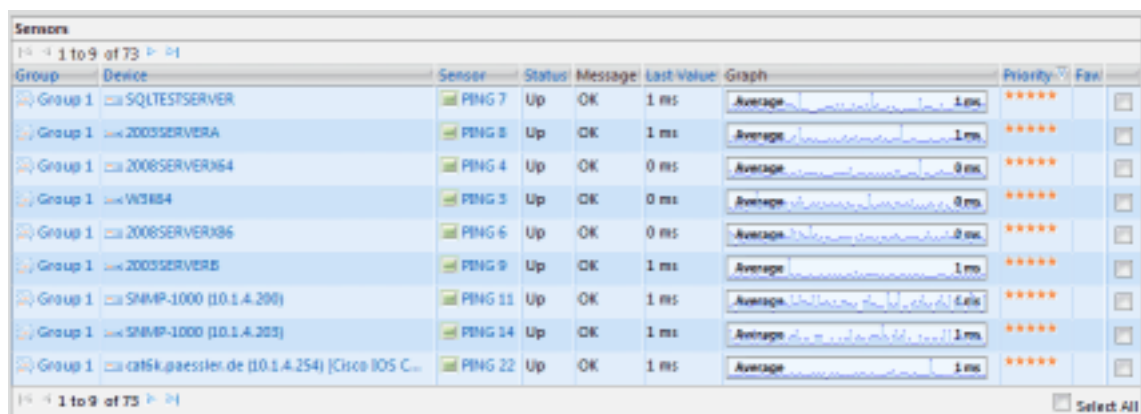 Sensors
1 to 9 of 73
Group Device Sensor Status Message Last Value Graph Priority Fav.
Group 1 SQLTESTSERVER PING 7 Up OK 1 ms Average 1 ms *****
Group 1 2003SERVERA PING 8 Up OK 1 ms Average 1 ms *****
Group 1 2008SERVERX64 PING 4 Up OK 0 ms Average 0 ms *****
Group 1 PING 5 Up OK 0 ms Average 0 ms *****
Group 1 2008SERVERX86 PING 6 Up OK 0 ms Average 0 ms *****
Group 1 2003SERVERB PING 9 Up OK 1 ms Average 1 ms *****
Group 1 SNMP-1000 (10.1.4.200) PING 11 Up OK 1 ms Average *****
Group 1 SNMP-1000 (10.1.4.203) PING 14 Up OK 1 ms Average 1 ms *****
Group 1 cat6k.paessler.de (10.1.4.254) [Cisco IOS C... PING 22 Up OK 1 ms Average 1 ms *****
1 to 9 of 73
Select All